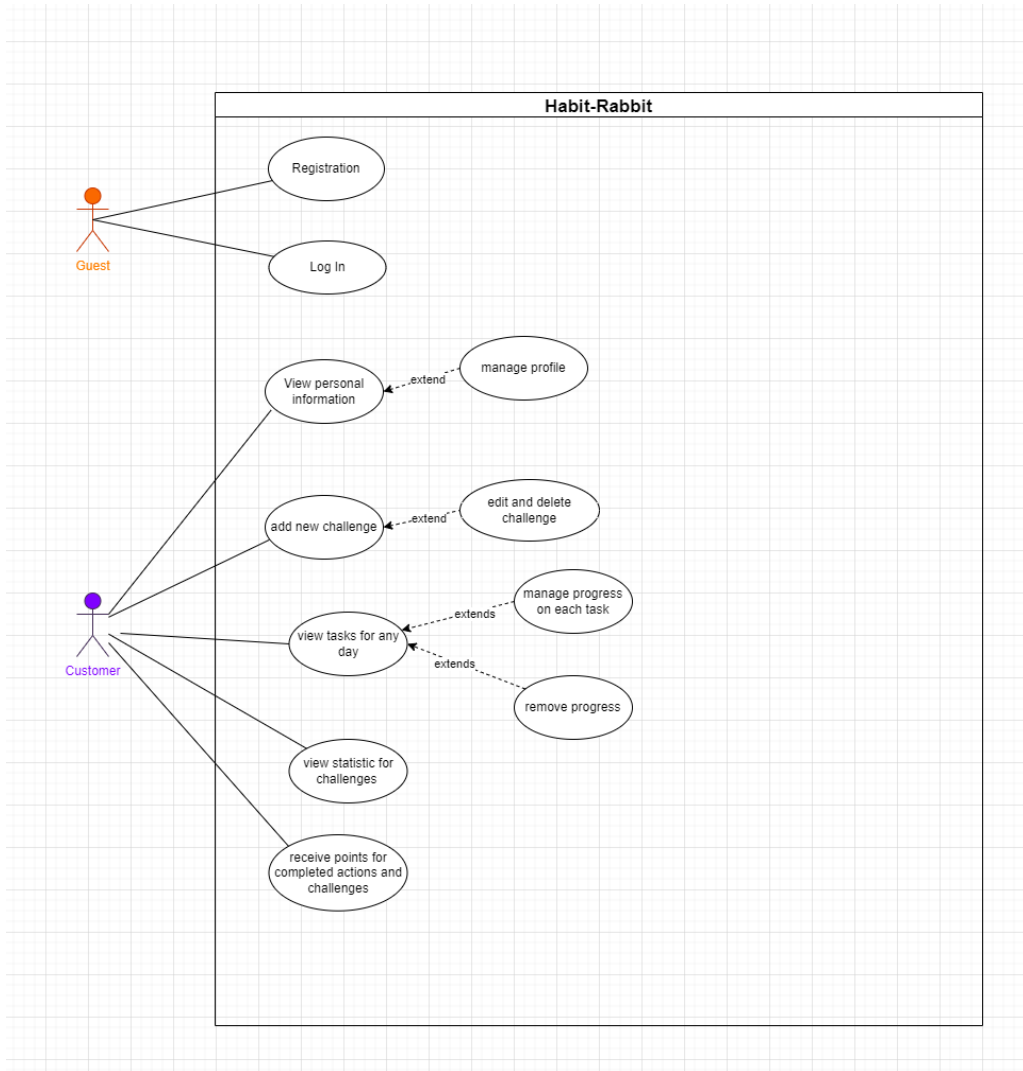 Habit-Rabbit
Registration
Guest
Log In
View personal
information
extend
manage profile
add new challenge
extend
edit and delete
challenge
Customer
view tasks for any
day
extends
manage progress
on each task
extends
remove progress
view statistic for
challenges
receive points for
completed actions and
challenges